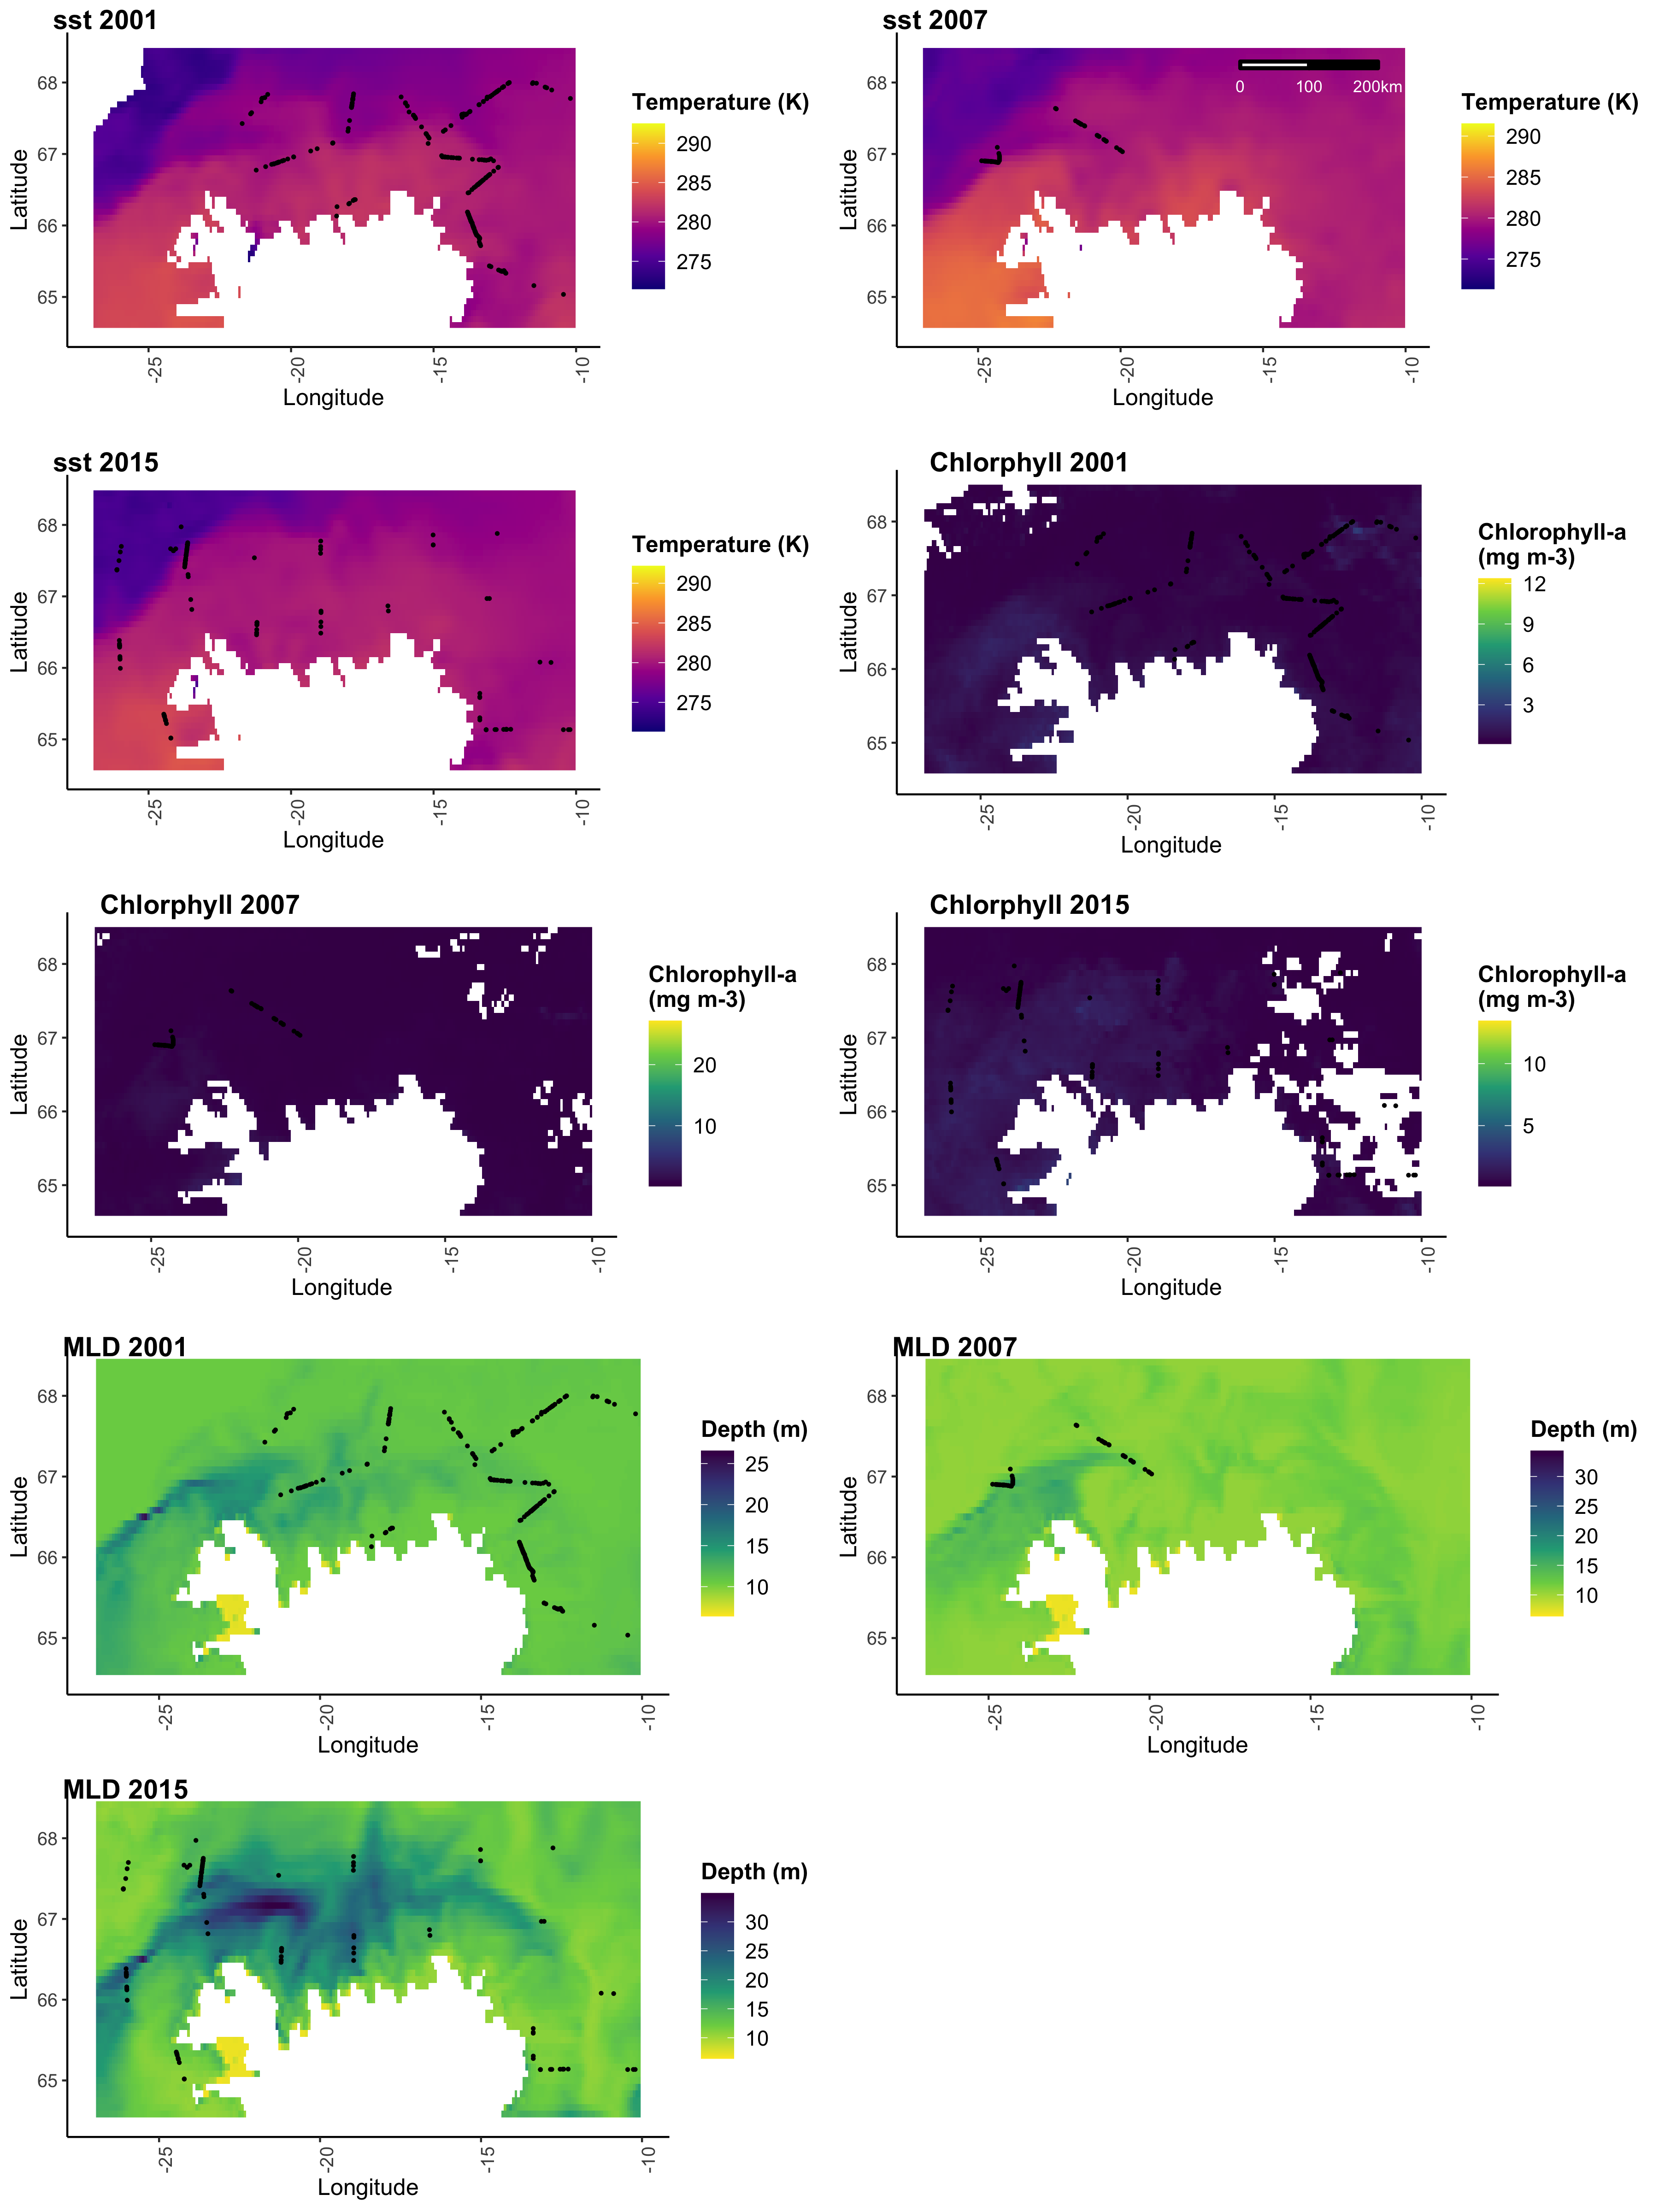 sst 2001
68
67
66
65
Latitude
-25
-20
-15
-10
Longitude
Temperature (K)
290
285
280
275
sst 2007
0 100 200km
68
67
66
65
Latitude
-25
-20
-15
-10
Longitude
Temperature (K)
290
285
280
275
sst 2015
68
67
66
65
Latitude
-25
-20
-15
-10
Longitude
Temperature (K)
290
285
280
275
Chlorphyll 2001
68
67
66
65
Latitude
-25
-20
-15
-10
Longitude
Chlorophyll-a
(mg m-3)
12
9
6
3
Chlorphyll 2007
68
67
66
65
Latitude
-25
-20
-15
-10
Longitude
Chlorophyll-a
(mg m-3)
20
10
Chlorphyll 2015
68
67
66
65
Latitude
-25
-20
-15
-10
Longitude
Chlorophyll-a
(mg m-3)
10
5
MLD 2001
68
67
66
65
Latitude
-25
-20
-15
-10
Longitude
Depth (m)
25
20
15
10
MLD 2007
68
67
66
65
Latitude
-25
-20
-15
-10
Longitude
Depth (m)
30
25
20
15
10
MLD 2015
68
67
66
65
Latitude
-25
-20
-15
-10
Longitude
Depth (m)
30
25
20
15
10